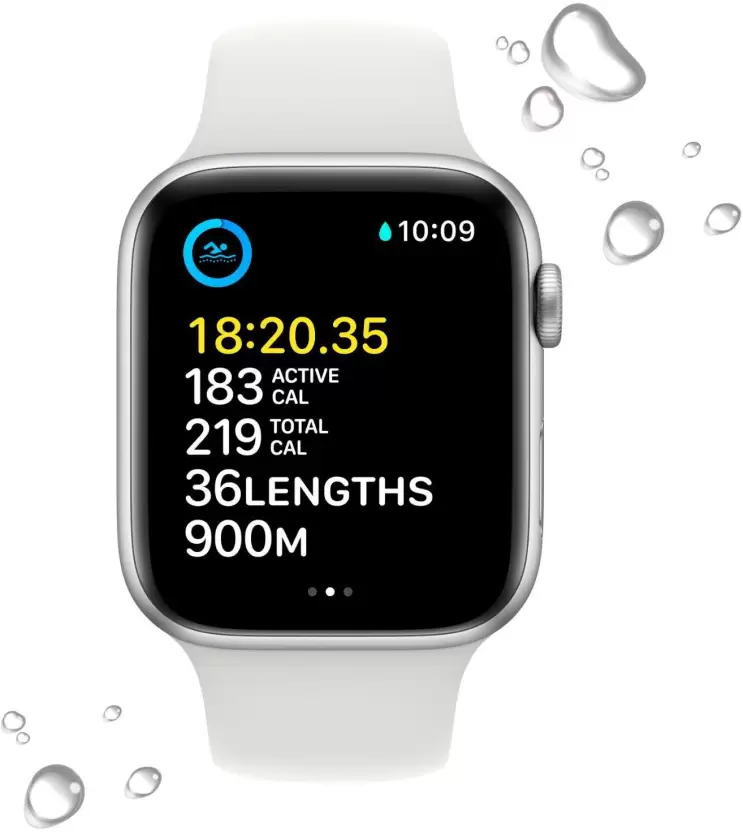 10:09
18:20.35
183 ACTIVE CAL
219 TOTAL CAL
36LENGTHS
900M